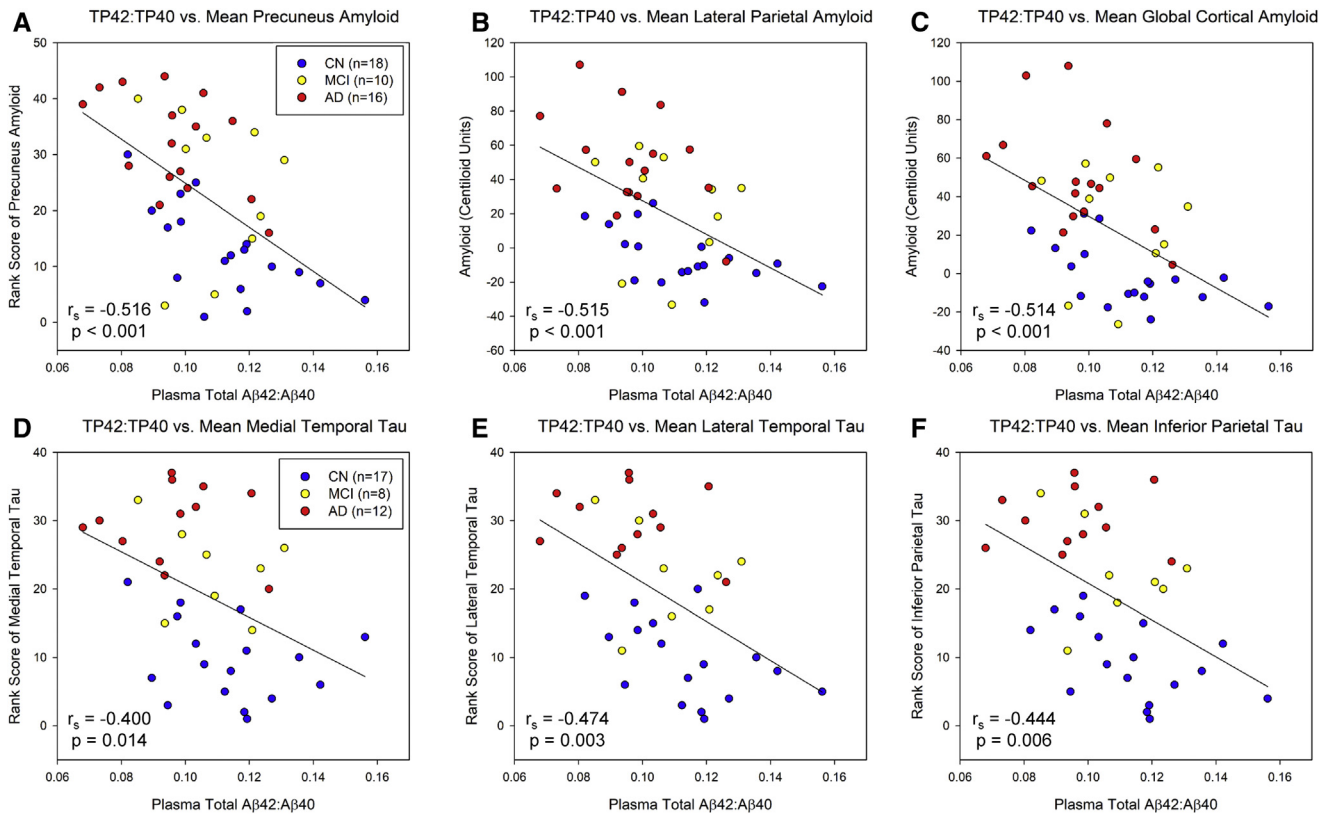 A
TP42:TP40 vs. Mean Precuneus Amyloid
Rank Score of Precuneus Amyloid
50
40
30
20
10
0
CN (n=18)
MCI (n=10)
AD (n=16)
rs = -0.516
p < 0.001
0.06 0.08 0.10 0.12 0.14 0.16
Plasma Total Aβ42:Aβ40
B
TP42:TP40 vs. Mean Lateral Parietal Amyloid
Amyloid (Centiloid Units)
120
100
80
60
40
20
0
-20
-40
-60
rs = -0.515
p < 0.001
0.06 0.08 0.10 0.12 0.14 0.16
Plasma Total Aβ42:Aβ40
C
TP42:TP40 vs. Mean Global Cortical Amyloid
Amyloid (Centiloid Units)
120
100
80
60
40
20
0
-20
-40
rs = -0.514
p < 0.001
0.06 0.08 0.10 0.12 0.14 0.16
Plasma Total Aβ42:Aβ40
D
TP42:TP40 vs. Mean Medial Temporal Tau
Rank Score of Medial Temporal Tau
40
30
20
10
0
CN (n=17)
MCI (n=8)
AD (n=12)
rs = -0.400
p = 0.014
0.06 0.08 0.10 0.12 0.14 0.16
Plasma Total Aβ42:Aβ40
E
TP42:TP40 vs. Mean Lateral Temporal Tau
Rank Score of Lateral Temporal Tau
40
30
20
10
0
rs = -0.474
p = 0.003
0.06 0.08 0.10 0.12 0.14 0.16
Plasma Total Aβ42:Aβ40
F
TP42:TP40 vs. Mean Inferior Parietal Tau
Rank Score of Inferior Parietal Tau
40
30
20
10
0
rs = -0.444
p = 0.006
0.06 0.08 0.10 0.12 0.14 0.16
Plasma Total Aβ42:Aβ40